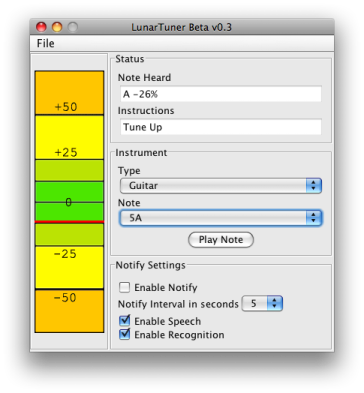 LunarTuner Beta v0.3
File
+50
+25
0
-25
-50
Status
Note Heard
A -26%
Instructions
Tune Up
Instrument
Type
Guitar
Note
5A
Play Note
Notify Settings
Enable Notify
Notify Interval in seconds 5
Enable Speech
Enable Recognition